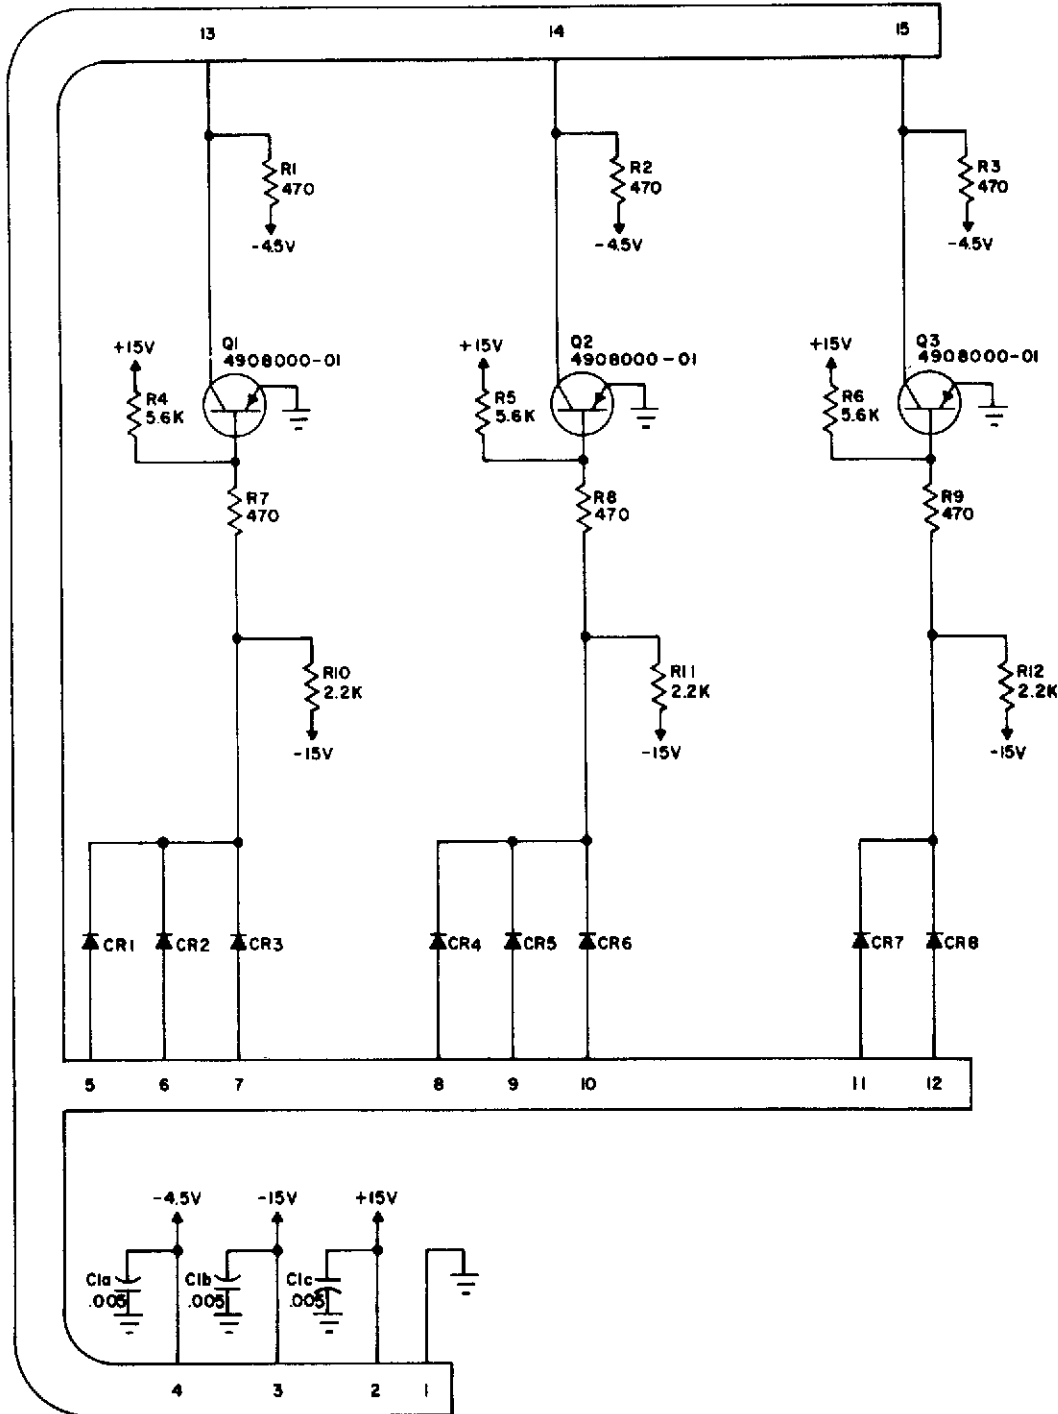 13 14 15
R1
470
-4.5V
R2
470
-4.5V
R3
470
-4.5V
+15V
Q1
4908000-01
R4
5.6K
+15V
Q2
4908000-01
R5
5.6K
+15V
Q3
4908000-01
R6
5.6K
R7
470
R8
470
R9
470
R10
2.2K
-15V
R11
2.2K
-15V
R12
2.2K
-15V
CR1 CR2 CR3 CR4 CR5 CR6 CR7 CR8
5 6 7 8 9 10 11 12
-4.5V -15V +15V
C1a
.005
C1b
.005
C1c
.005
4 3 2 1